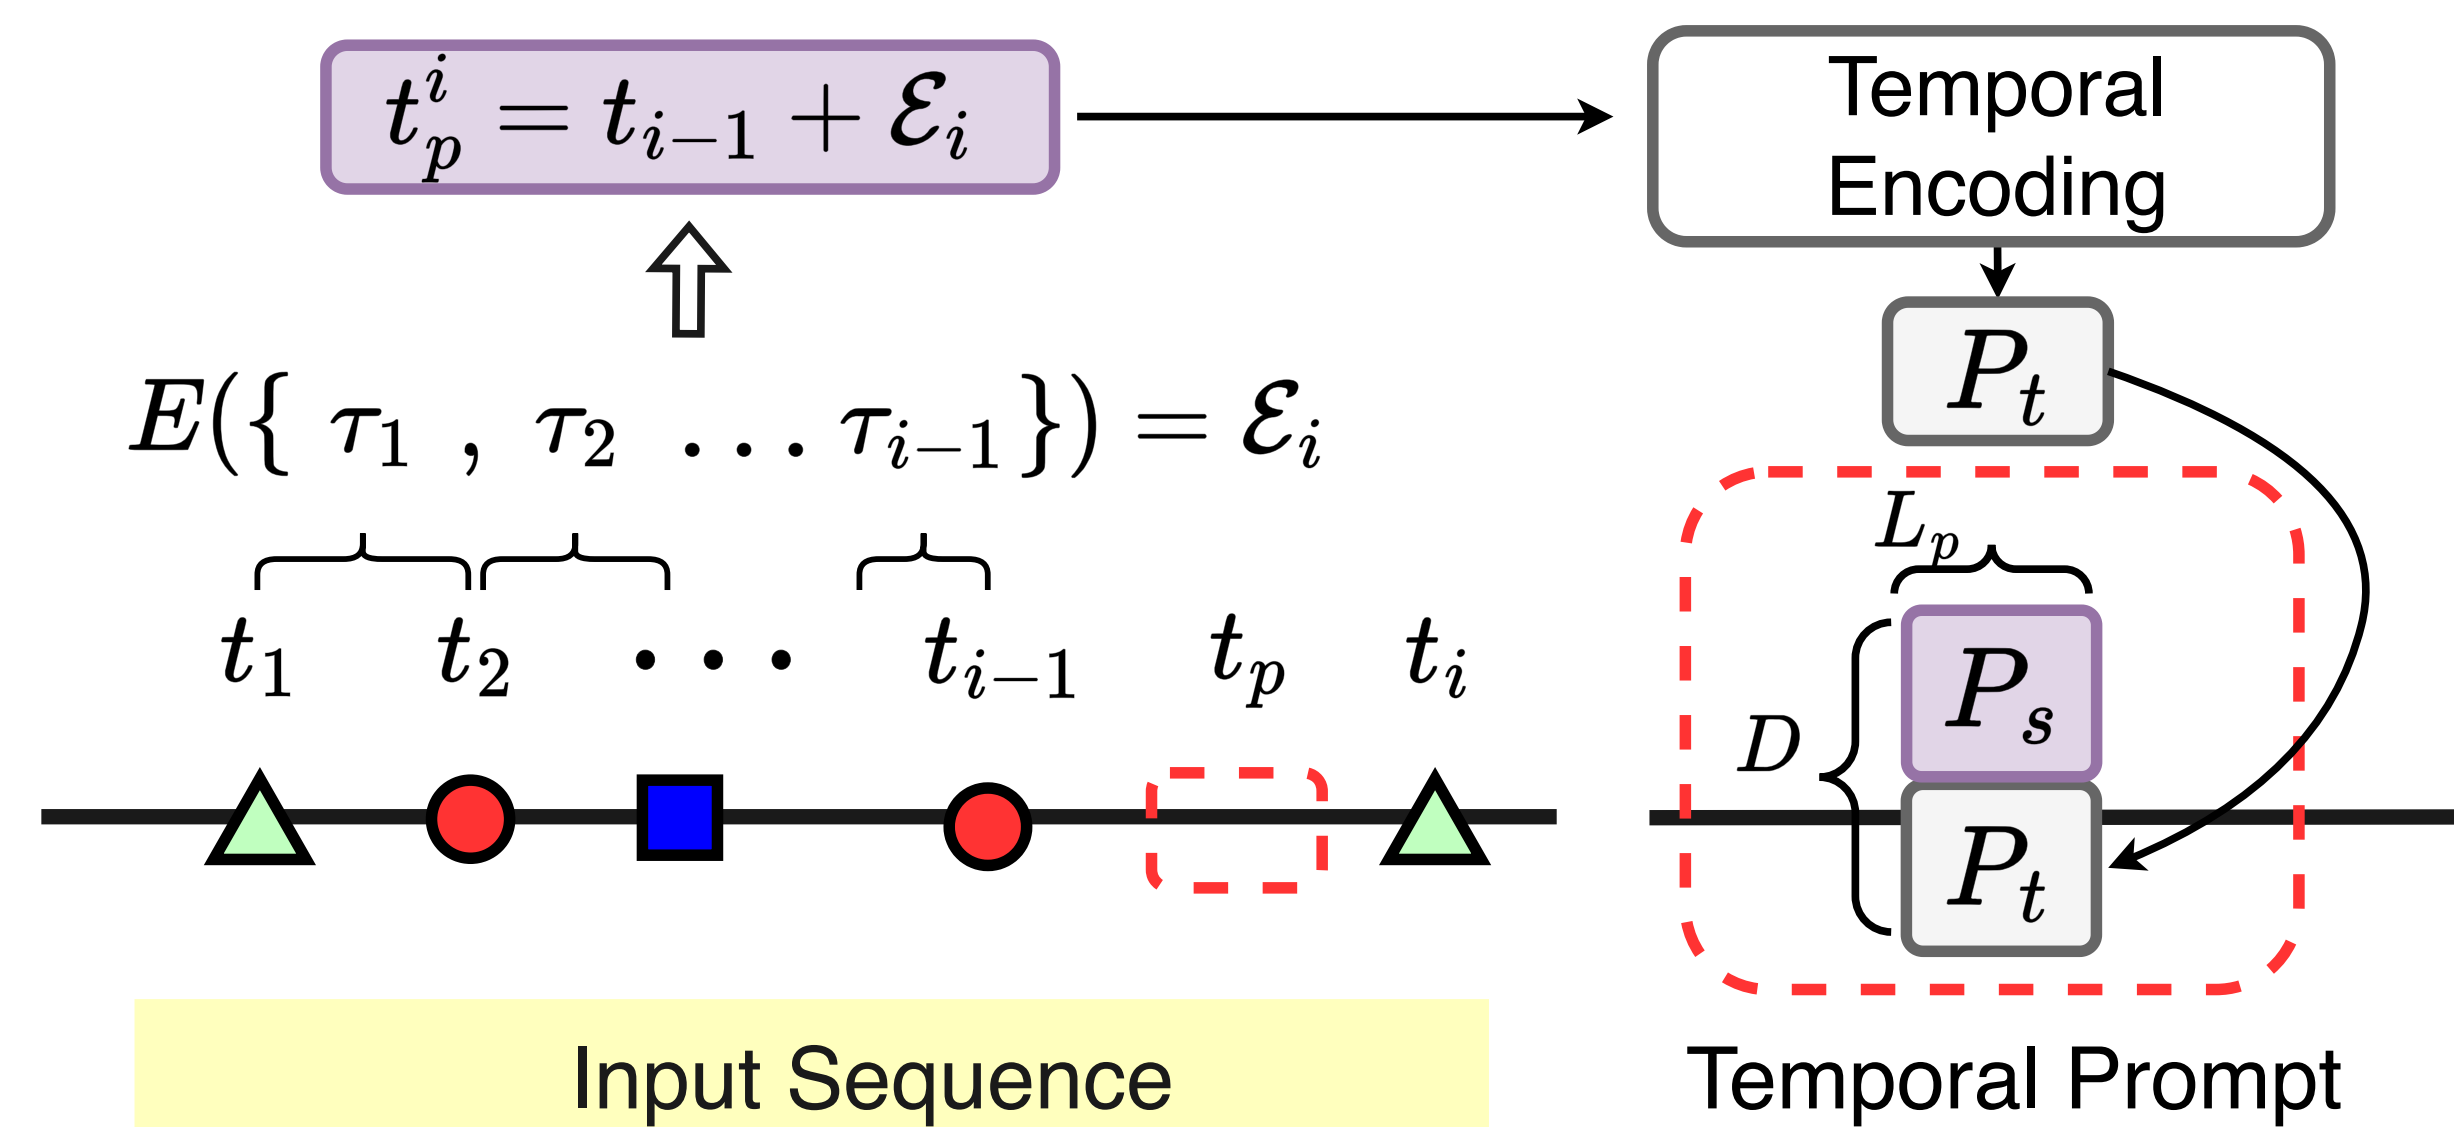 t_p^i = t_{i-1} + ℰ_i
Temporal
Encoding
P_t
E({ τ_1 , τ_2 ... τ_{i-1} }) = ℰ_i
L_p
t_1 t_2 ... t_{i-1} t_p t_i
P_s
D
P_t
Input Sequence
Temporal Prompt